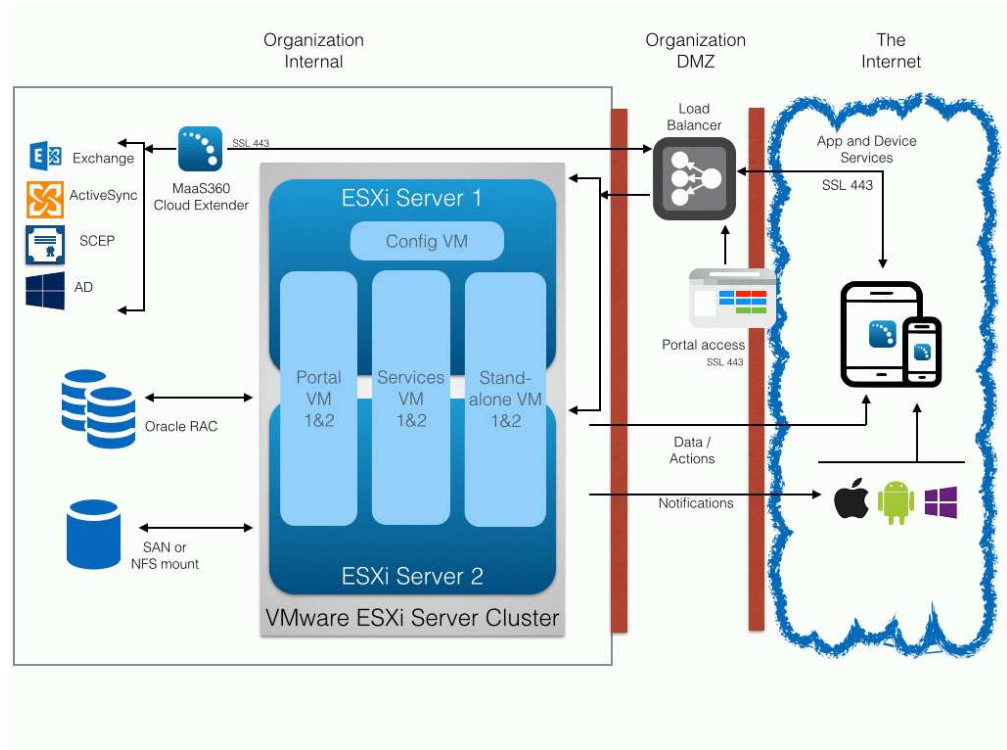 Organization
Internal
Organization
DMZ
The
Internet
Load
Balancer
App and Device
Services
SSL 443
SSL 443
Exchange
MaaS360
Cloud Extender
ActiveSync
SCEP
AD
ESXi Server 1
Config VM
Portal
VM
1&2
Services
VM
1&2
Stand-
alone VM
1&2
Portal access
SSL 443
Oracle RAC
Data /
Actions
Notifications
SAN or
NFS mount
ESXi Server 2
VMware ESXi Server Cluster